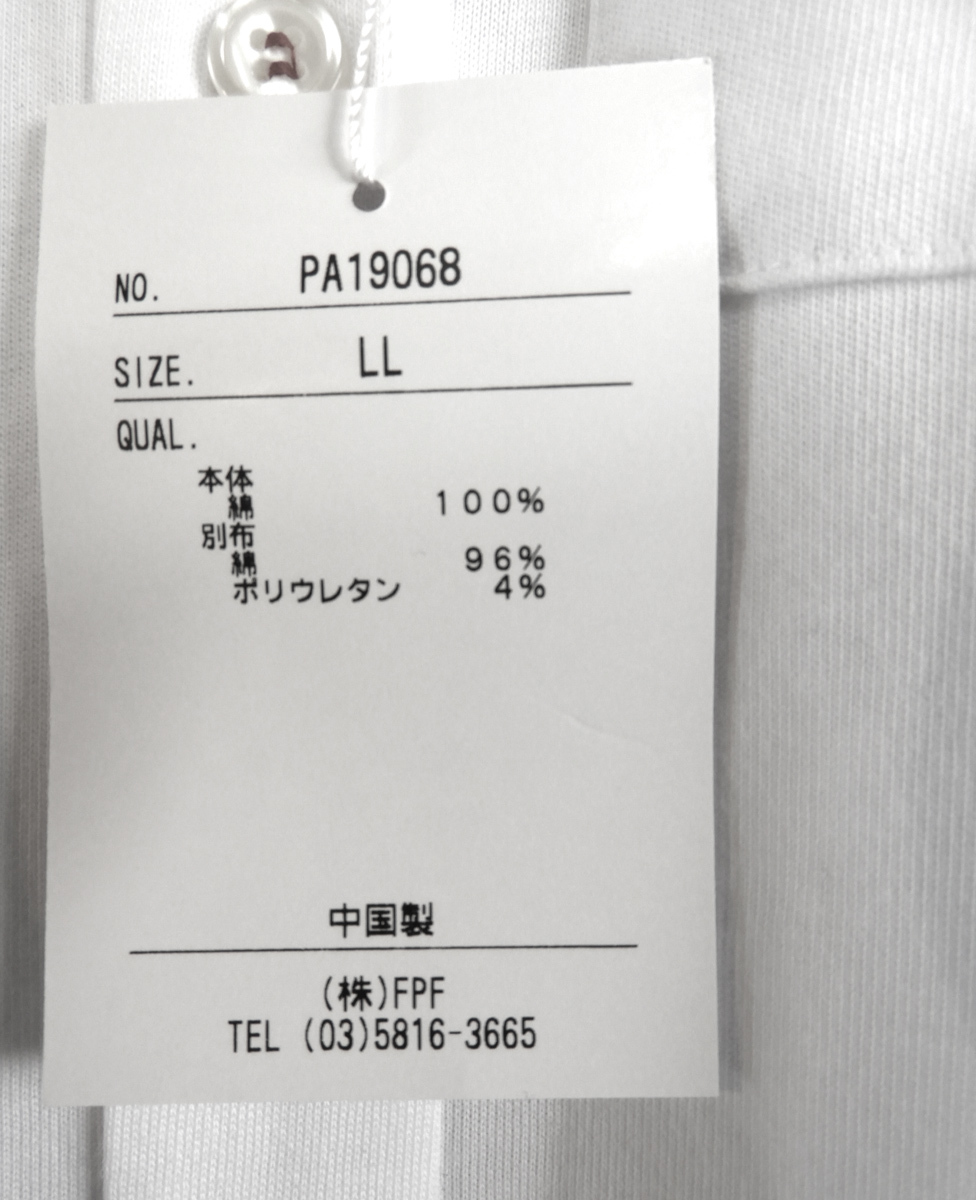 NO. PA19068
SIZE. LL
QUAL.
本体
綿 100%
別布
綿 96%
ポリウレタン 4%
中国製
(株)FPF
TEL (03)5816-3665